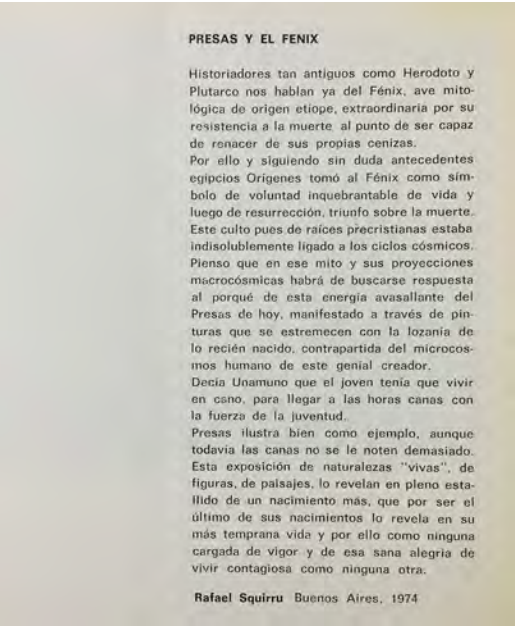 PRESAS Y EL FENIX
Historiadores tan antiguos como Herodoto y
Plutarco nos hablan ya del Fénix, ave mito-
lógica de origen etiope, extraordinaria por su
resistencia a la muerte al punto de ser capaz
de renacer de sus propias cenizas.
Por ello y siguiendo sin duda antecedentes
egipcios Orígenes tomó al Fénix como sím-
bolo de voluntad inquebrantable de vida y
luego de resurrección, triunfo sobre la muerte.
Este culto pues de raíces precristianas estaba
indisolublemente ligado a los ciclos cósmicos.
Pienso que en ese mito y sus proyecciones
macrocósmicas habrá de buscarse respuesta
al porqué de esta energía avasallante del
Presas de hoy, manifestado a través de pin-
turas que se estremecen con la lozanía de
lo recién nacido, contrapartida del microcos-
mos humano de este genial creador.
Decía Unamuno que el joven tenía que vivir
en cano, para llegar a las horas canas con
la fuerza de la juventud.
Presas ilustra bien como ejemplo, aunque
todavía las canas no se le noten demasiado.
Esta exposición de naturalezas "vivas", de
figuras, de paisajes, lo revelan en pleno esta-
llido de un nacimiento más, que por ser el
último de sus nacimientos lo revela en su
más temprana vida y por ello como ninguna
cargada de vigor y de esa sana alegría de
vivir contagiosa como ninguna otra.
Rafael Squirru Buenos Aires, 1974